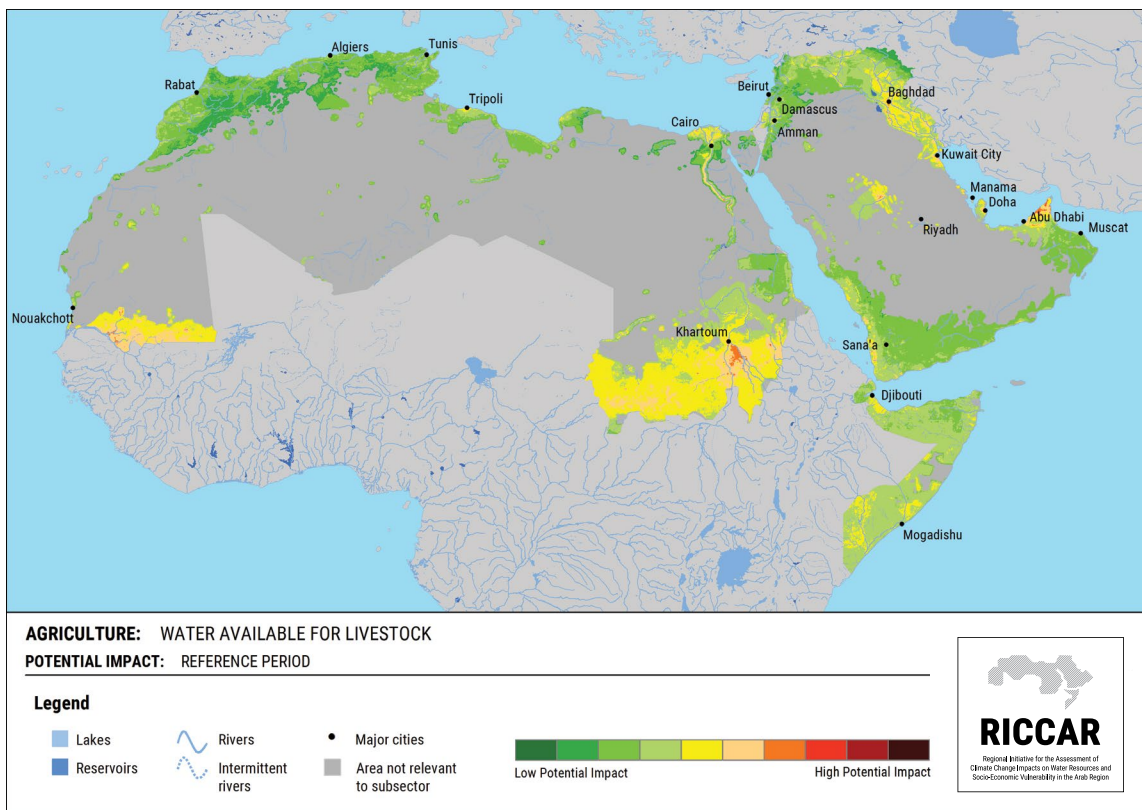 Algiers
Tunis
Rabat
Tripoli
Beirut
Damascus
Amman
Baghdad
Cairo
Kuwait City
Manama
Doha
Abu Dhabi
Muscat
Riyadh
Nouakchott
Khartoum
Sana'a
Djibouti
Mogadishu
AGRICULTURE: WATER AVAILABLE FOR LIVESTOCK
POTENTIAL IMPACT: REFERENCE PERIOD
Legend
Lakes
Reservoirs
Rivers
Intermittent
rivers
Major cities
Area not relevant
to subsector
Low Potential Impact
High Potential Impact
RICCAR
Regional Initiative for the Assessment of
Climate Change Impacts on Water Resources and
Socio-Economic Vulnerability in the Arab Region